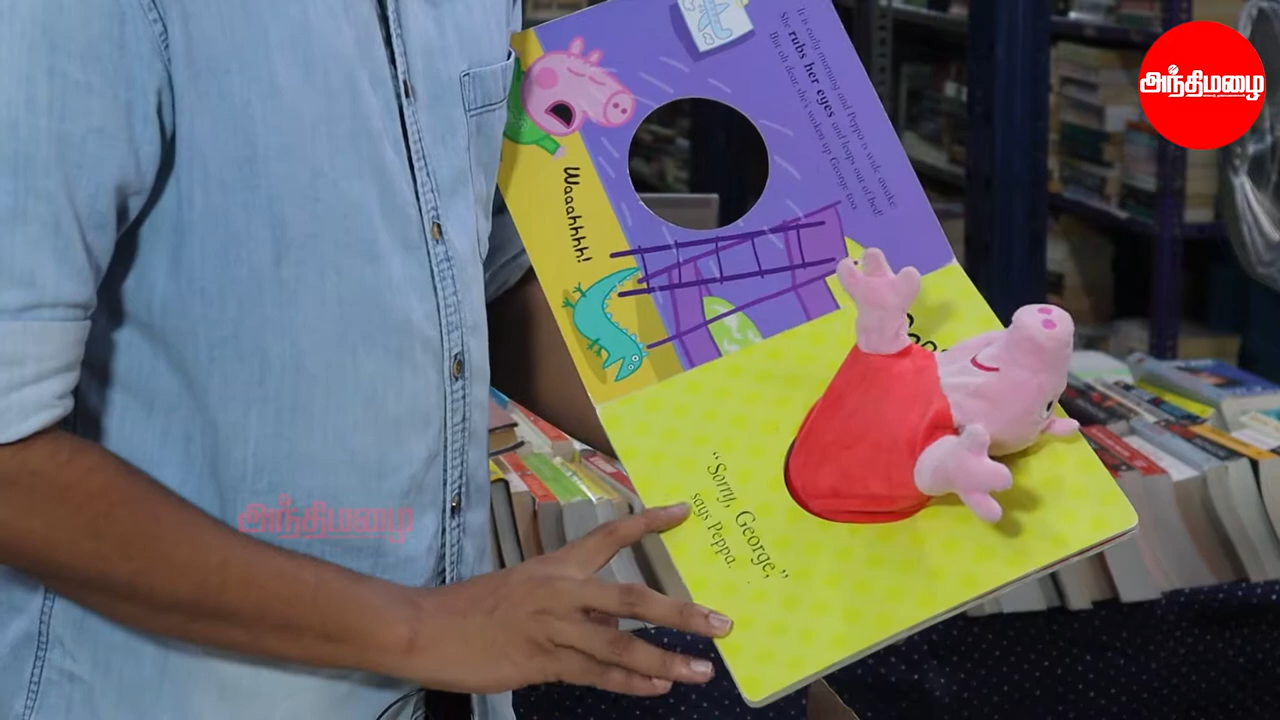 It is early morning and Peppa is wide awake.
She rubs her eyes and leaps out of bed!
But oh dear, she's woken up George too.
Waaahhhh!
"Sorry, George,"
says Peppa.
அந்திமழை
அந்திமழை